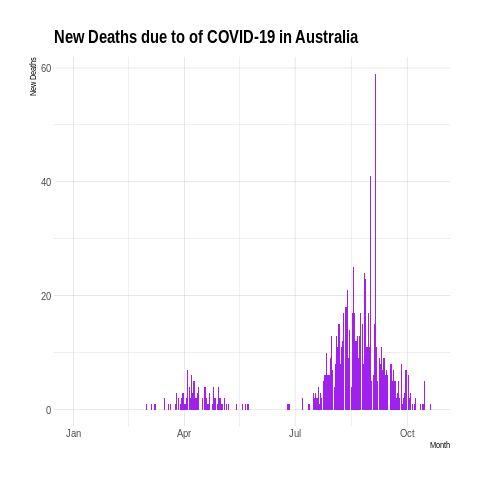 New Deaths due to of COVID-19 in Australia
New Deaths
60
40
20
0
Jan Apr Jul Oct
Month